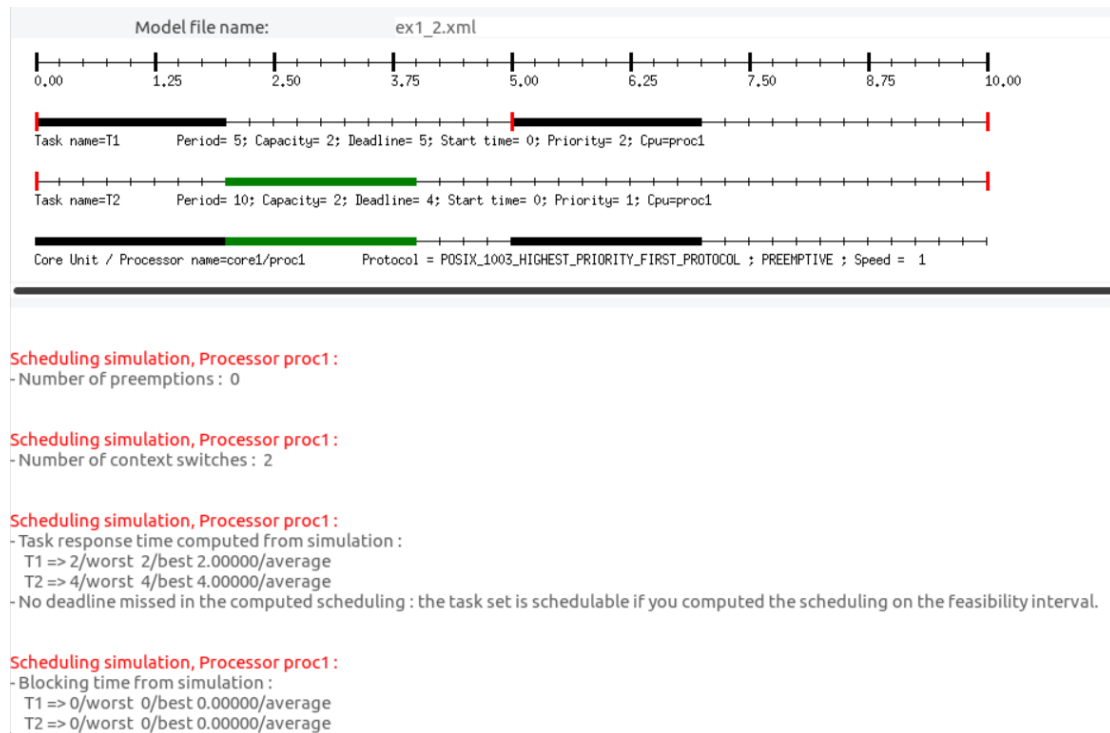 Model file name: ex1_2.xml
0.00 1.25 2.50 3.75 5.00 6.25 7.50 8.75 10.00
Task name=T1 Period= 5; Capacity= 2; Deadline= 5; Start time= 0; Priority= 2; Cpu=proc1
Task name=T2 Period= 10; Capacity= 2; Deadline= 4; Start time= 0; Priority= 1; Cpu=proc1
Core Unit / Processor name=core1/proc1 Protocol = POSIX_1003_HIGHEST_PRIORITY_FIRST_PROTOCOL ; PREEMPTIVE ; Speed = 1
Scheduling simulation, Processor proc1 :
- Number of preemptions : 0
Scheduling simulation, Processor proc1 :
- Number of context switches : 2
Scheduling simulation, Processor proc1 :
- Task response time computed from simulation :
T1 => 2/worst 2/best 2.00000/average
T2 => 4/worst 4/best 4.00000/average
- No deadline missed in the computed scheduling : the task set is schedulable if you computed the scheduling on the feasibility interval.
Scheduling simulation, Processor proc1 :
- Blocking time from simulation :
T1 => 0/worst 0/best 0.00000/average
T2 => 0/worst 0/best 0.00000/average